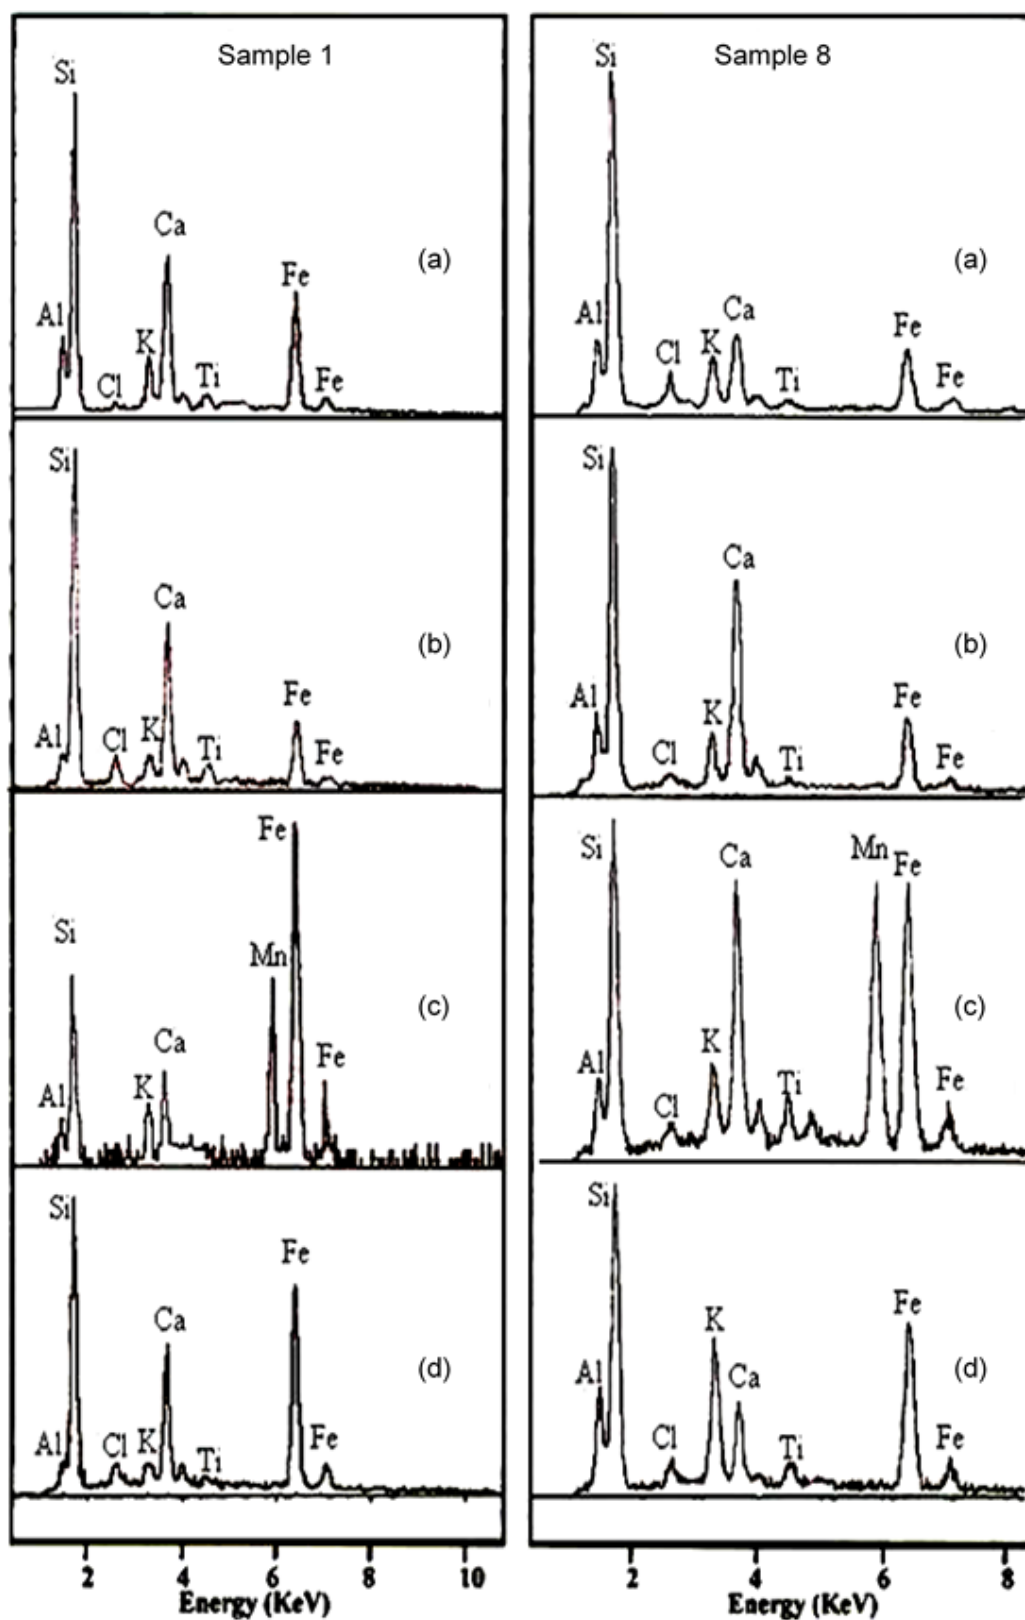 Sample 1
Si
Ca
(a)
Fe
Al
K
Cl
Ti
Fe
Si
Ca
(b)
Fe
Al
Cl
K
Ti
Fe
Fe
Si
Mn
(c)
Ca
Al
K
Fe
Si
Fe
Ca
(d)
Al
Cl
K
Ti
Fe
2 4 6 8 10
Energy (KeV)
Sample 8
Si
(a)
Al
Ca
Fe
Cl
K
Ti
Fe
Si
Ca
(b)
Al
K
Fe
Cl
Ti
Fe
Si
Ca
Mn
Fe
(c)
K
Al
Cl
Ti
Fe
Si
K
Fe
Al
Ca
(d)
Cl
Ti
Fe
2 4 6 8
Energy (KeV)